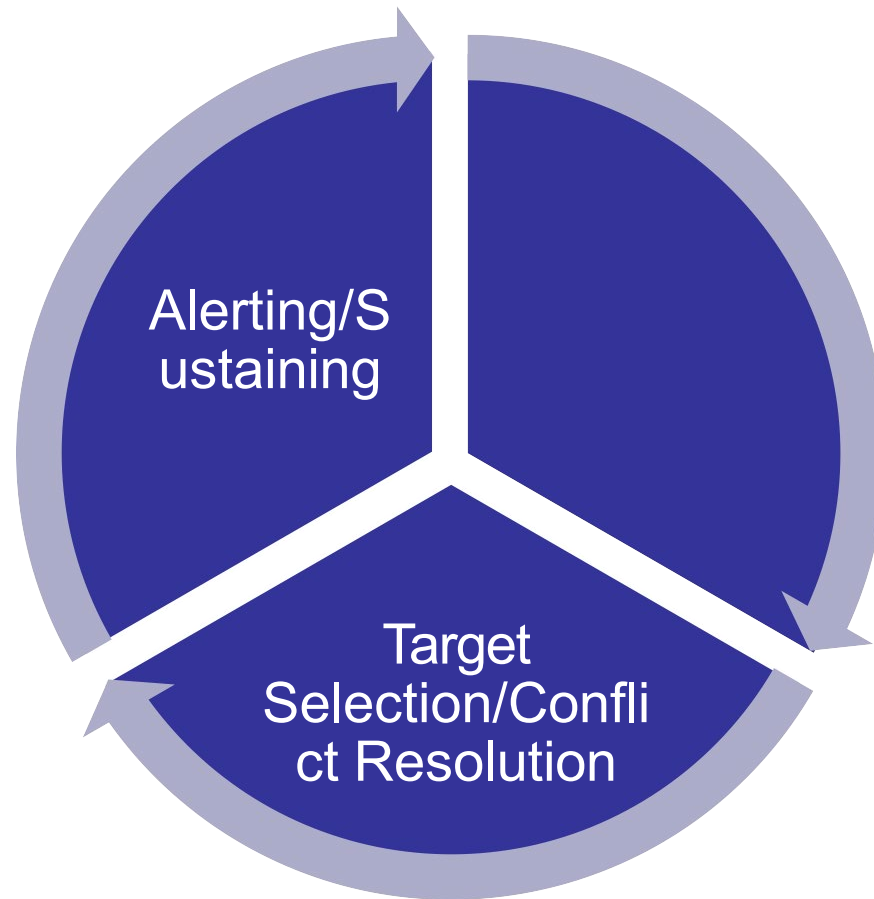 Alerting/S
ustaining
Target
Selection/Confli
ct Resolution